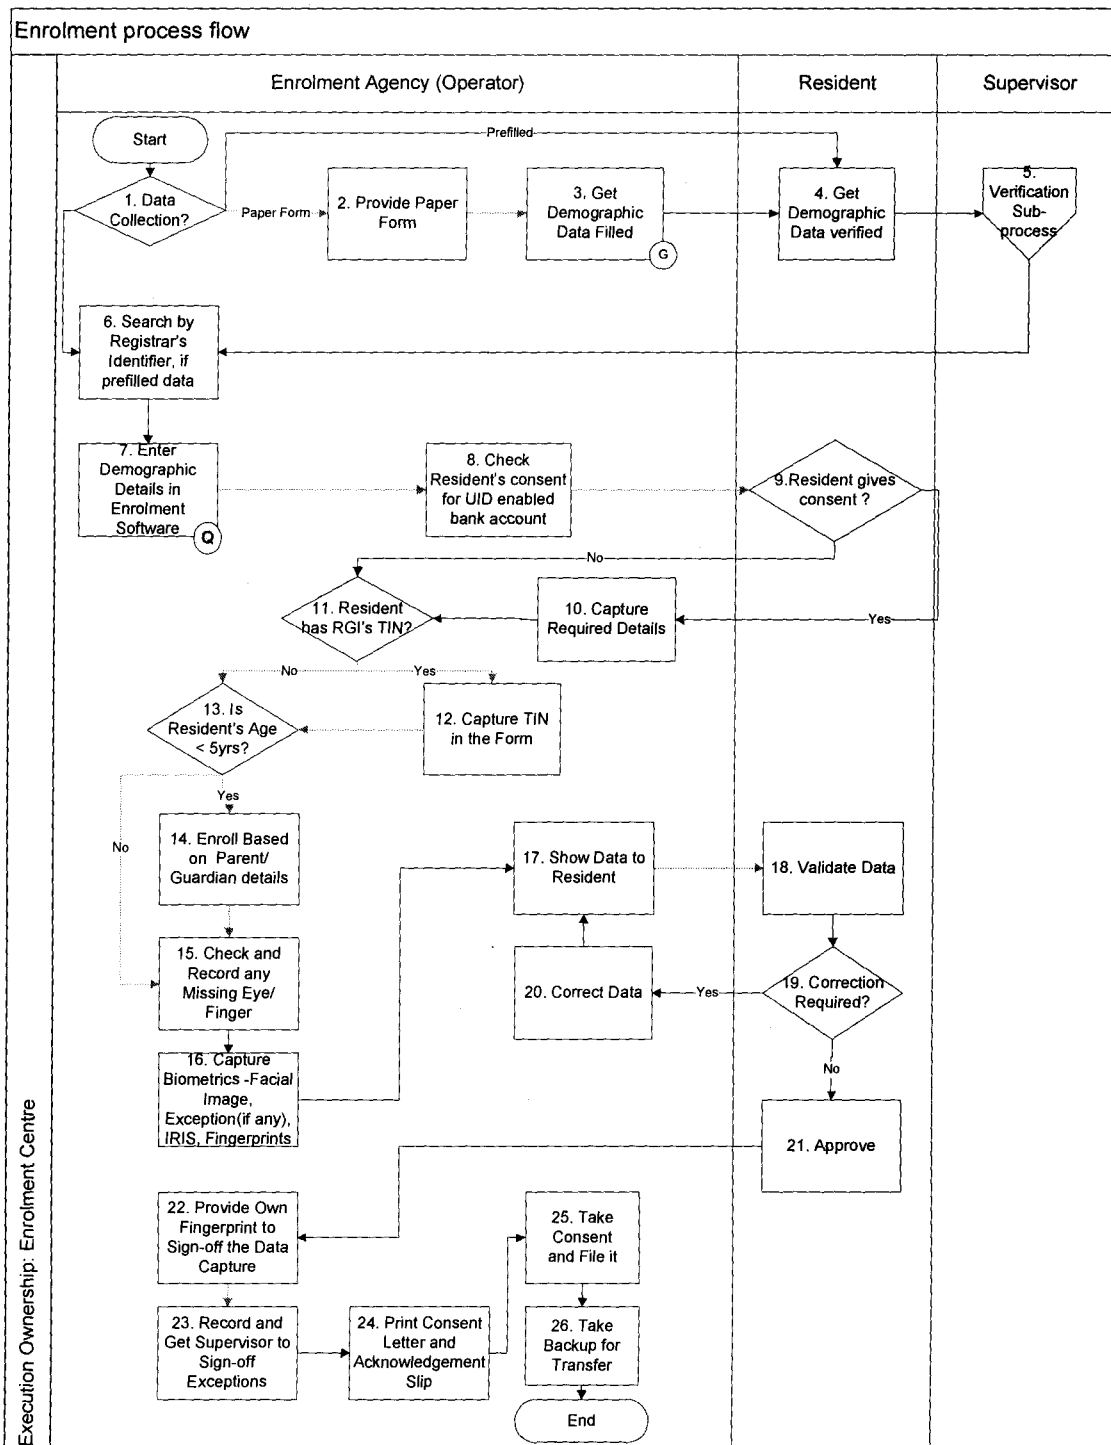 Enrolment process flow
Enrolment Agency (Operator)
Resident
Supervisor
Start
Prefilled
1. Data
Collection?
Paper Form
2. Provide Paper
Form
3. Get
Demographic
Data Filled
G
4. Get
Demographic
Data verified
5.
Verification
Sub-
process
6. Search by
Registrar's
Identifier, if
prefilled data
7. Enter
Demographic
Details in
Enrolment
Software
Q
8. Check
Resident's consent
for UID enabled
bank account
9.Resident gives
consent ?
No
Yes
10. Capture
Required Details
11. Resident
has RGI's TIN?
No
Yes
12. Capture TIN
in the Form
13. Is
Resident's Age
< 5yrs?
Yes
No
14. Enroll Based
on Parent/
Guardian details
15. Check and
Record any
Missing Eye/
Finger
16. Capture
Biometrics -Facial
Image,
Exception(if any),
IRIS, Fingerprints
17. Show Data to
Resident
18. Validate Data
19. Correction
Required?
Yes
20. Correct Data
No
21. Approve
22. Provide Own
Fingerprint to
Sign-off the Data
Capture
23. Record and
Get Supervisor to
Sign-off
Exceptions
24. Print Consent
Letter and
Acknowledgement
Slip
25. Take
Consent
and File it
26. Take
Backup for
Transfer
End
Execution Ownership: Enrolment Centre